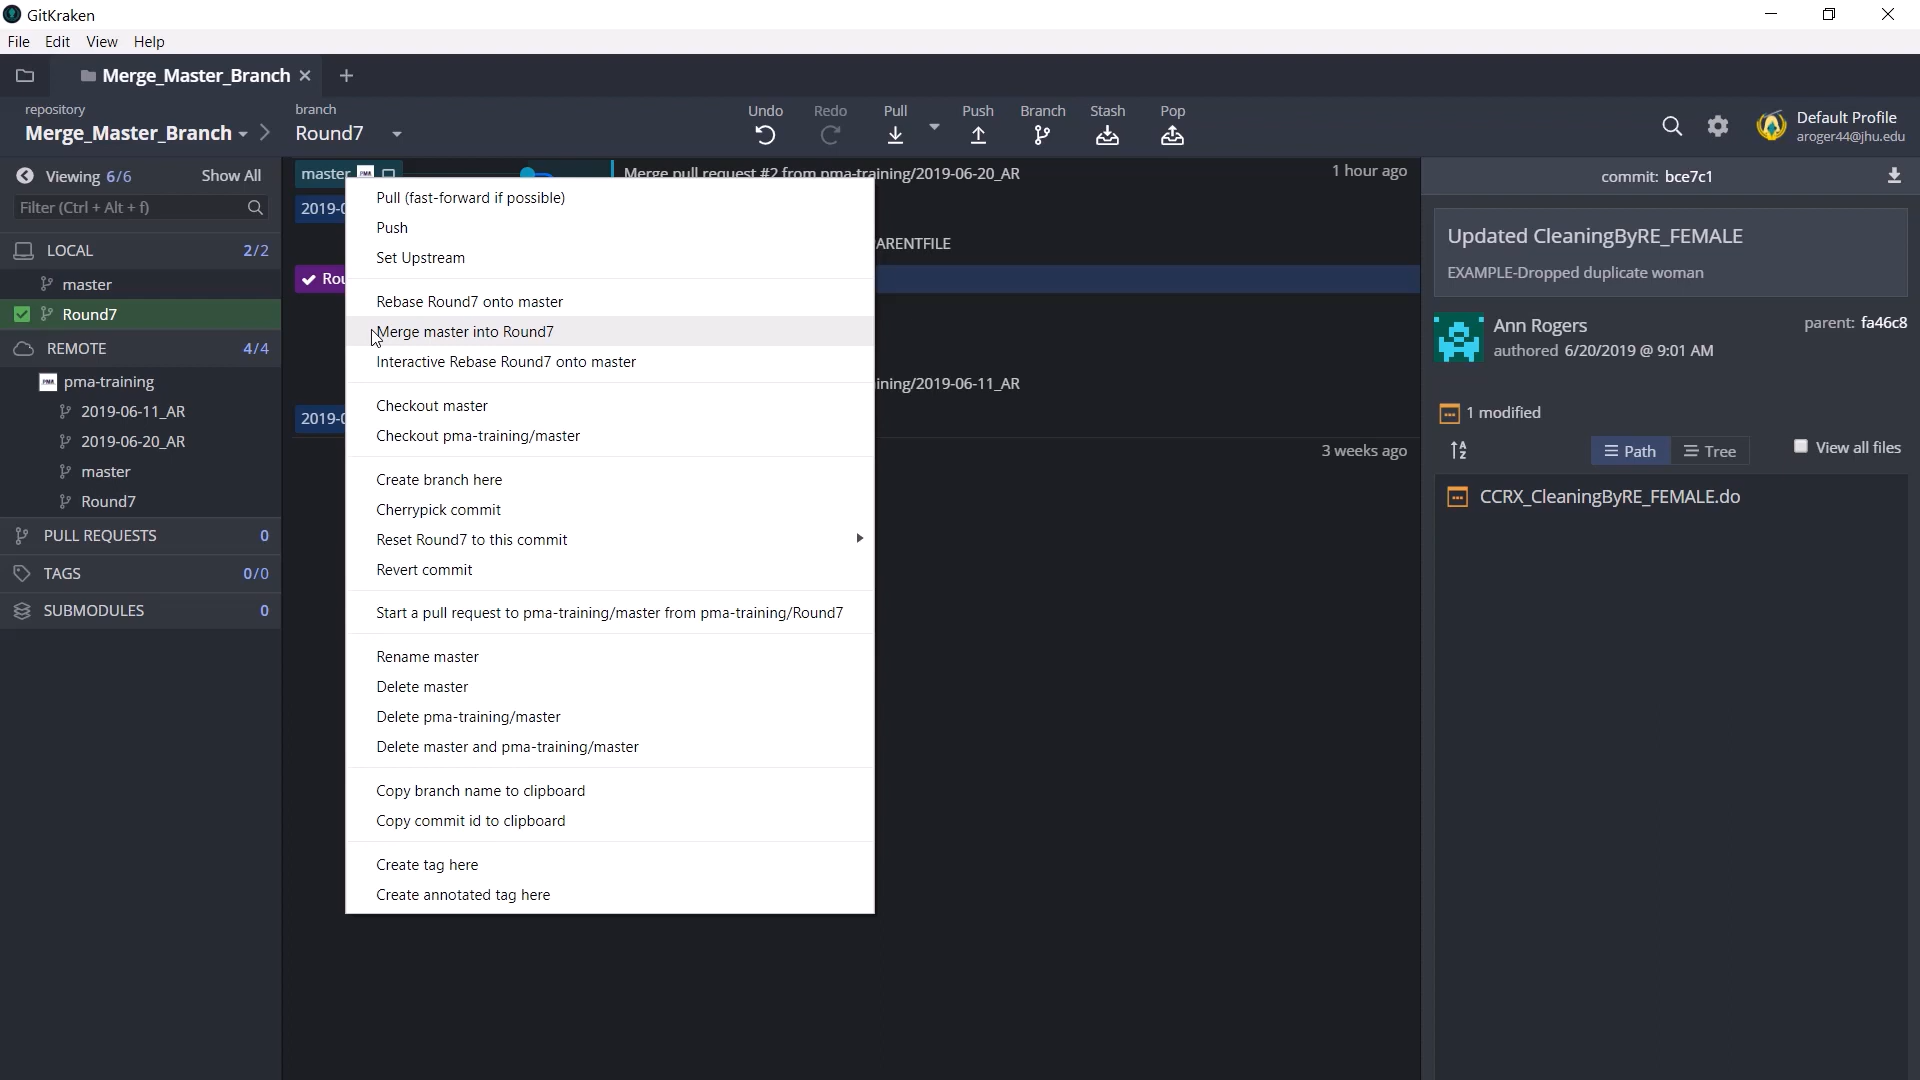 GitKraken
File Edit View Help
Merge_Master_Branch
repository
Merge_Master_Branch
branch
Round7
Undo Redo Pull Push Branch Stash Pop
Default Profile
aroger44@jhu.edu
Viewing 6/6 Show All
Filter (Ctrl + Alt + f)
LOCAL 2/2
master
Round7
REMOTE 4/4
pma-training
2019-06-11_AR
2019-06-20_AR
master
Round7
PULL REQUESTS 0
TAGS 0/0
SUBMODULES 0
master PMA Merge pull request #2 from pma-training/2019-06-20_AR 1 hour ago
2019-0
ARENTFILE
Rou
ining/2019-06-11_AR
2019-0
3 weeks ago
Pull (fast-forward if possible)
Push
Set Upstream
Rebase Round7 onto master
Merge master into Round7
Interactive Rebase Round7 onto master
Checkout master
Checkout pma-training/master
Create branch here
Cherrypick commit
Reset Round7 to this commit
Revert commit
Start a pull request to pma-training/master from pma-training/Round7
Rename master
Delete master
Delete pma-training/master
Delete master and pma-training/master
Copy branch name to clipboard
Copy commit id to clipboard
Create tag here
Create annotated tag here
commit: bce7c1
Updated CleaningByRE_FEMALE
EXAMPLE-Dropped duplicate woman
Ann Rogers
authored 6/20/2019 @ 9:01 AM
parent: fa46c8
1 modified
Path Tree View all files
CCRX_CleaningByRE_FEMALE.do